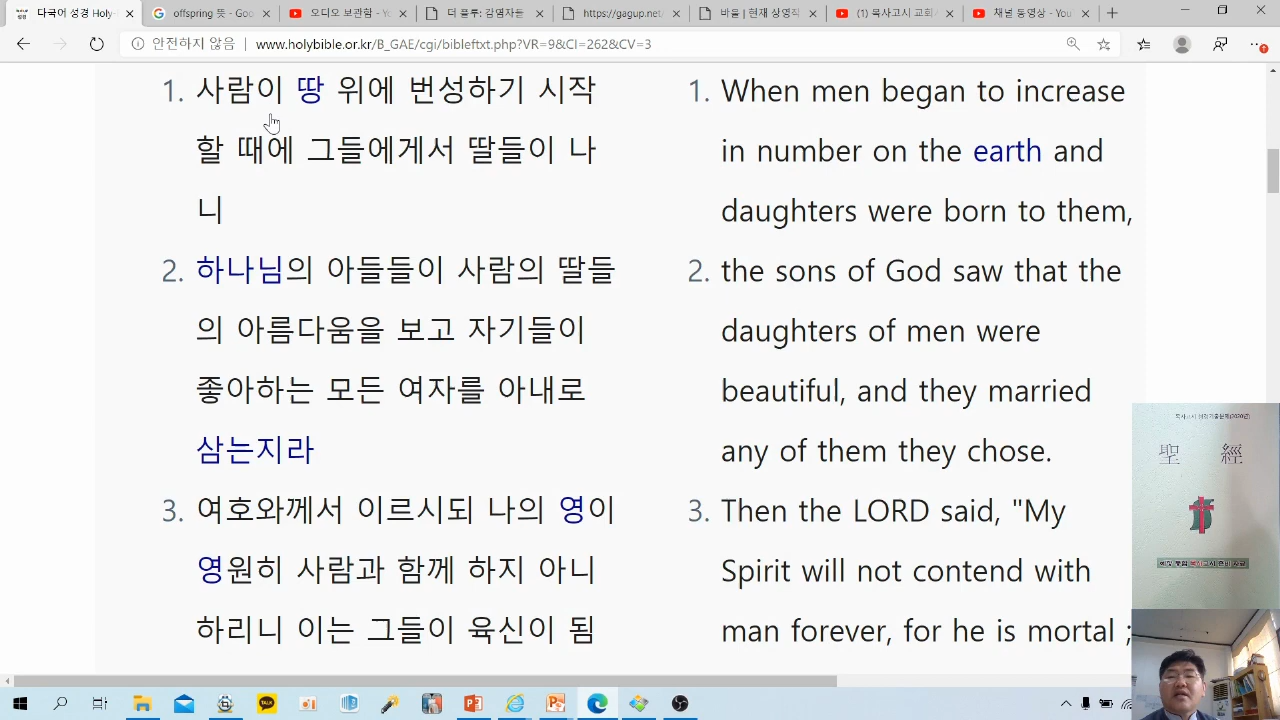 다국어 성경 Holy-
offspring 뜻 - Goo
오디오 보관함 - Yo
더 플루: 감염자들
https://gagup.net/
바울 | 현재 상영작
(1) 목사고시 교회사
채널 동영상 - You
안전하지 않음
www.holybible.or.kr/B_GAE/cgi/bibleftxt.php?VR=9&CI=262&CV=3
1. 사람이 땅 위에 번성하기 시작
할 때에 그들에게서 딸들이 나
니
2. 하나님의 아들들이 사람의 딸들
의 아름다움을 보고 자기들이
좋아하는 모든 여자를 아내로
삼는지라
3. 여호와께서 이르시되 나의 영이
영원히 사람과 함께 하지 아니
하리니 이는 그들이 육신이 됨
1. When men began to increase
in number on the earth and
daughters were born to them,
2. the sons of God saw that the
daughters of men were
beautiful, and they married
any of them they chose.
3. Then the LORD said, "My
Spirit will not contend with
man forever, for he is mortal ;
聖 經
TALK